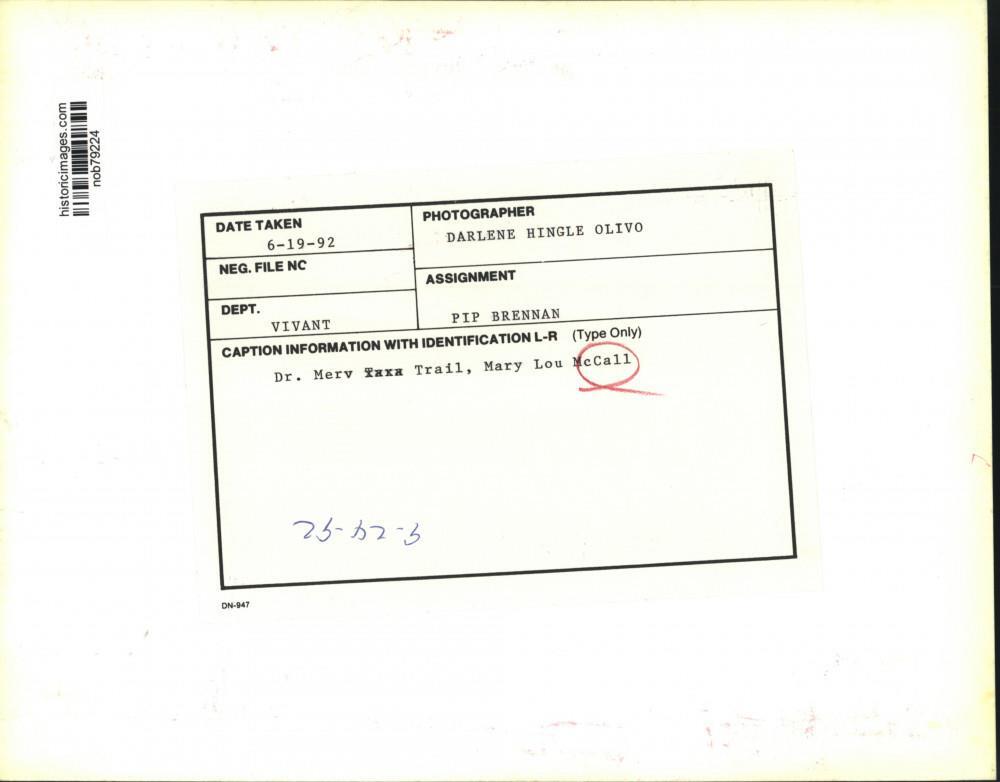 historicimages.com
nob79224
DATE TAKEN
6-19-92
PHOTOGRAPHER
DARLENE HINGLE OLIVO
NEG. FILE NO
ASSIGNMENT
PIP BRENNAN
DEPT.
VIVANT
CAPTION INFORMATION WITH IDENTIFICATION L-R (Type Only)
Dr. Merv Trail, Mary Lou McCall
DN-947